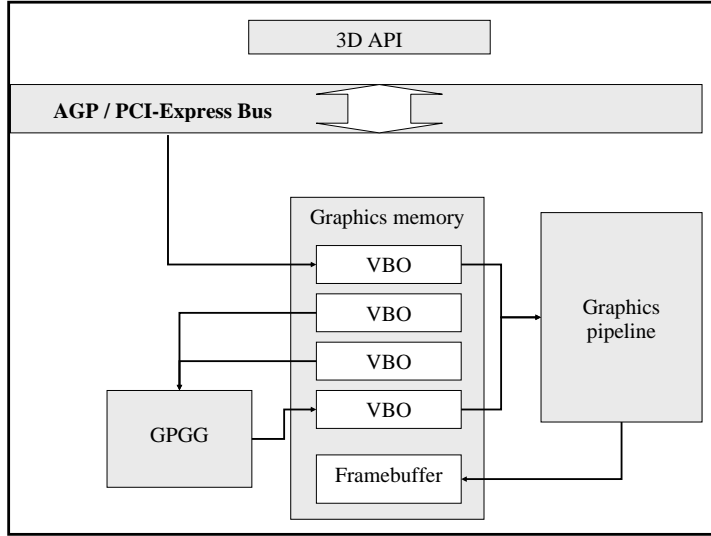 3D API
AGP / PCI-Express Bus
Graphics memory
VBO
VBO
VBO
VBO
Framebuffer
GPGG
Graphics
pipeline